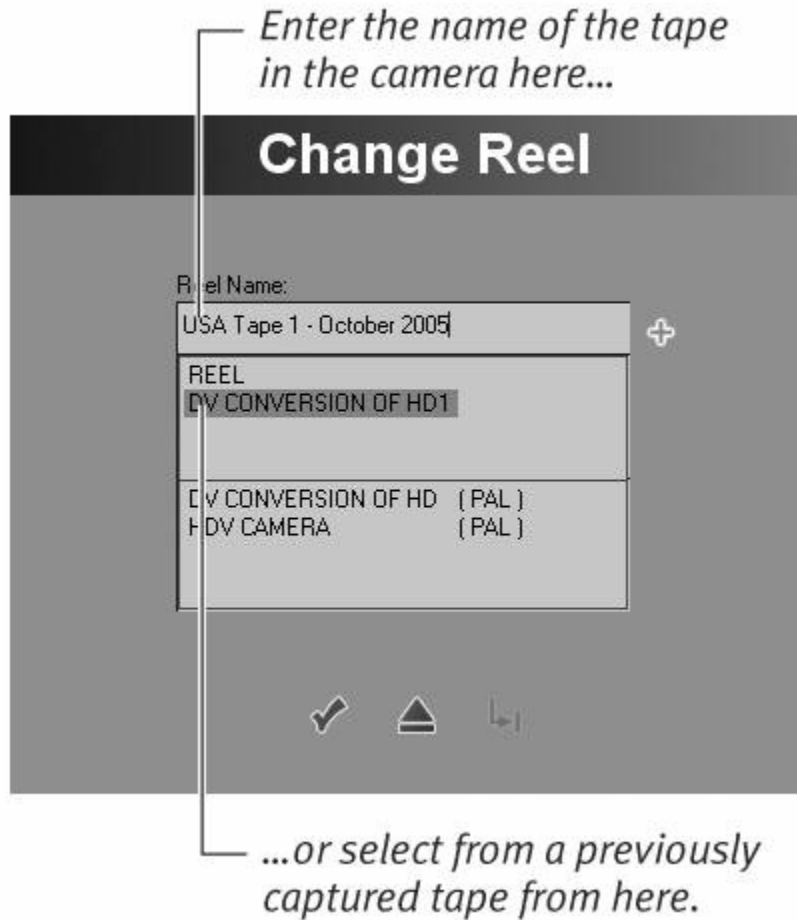 Enter the name of the tape
in the camera here...
Change Reel
Reel Name:
USA Tape 1 - October 2005
REEL
DV CONVERSION OF HD1
DV CONVERSION OF HD ( PAL )
HDV CAMERA ( PAL )
...or select from a previously
captured tape from here.